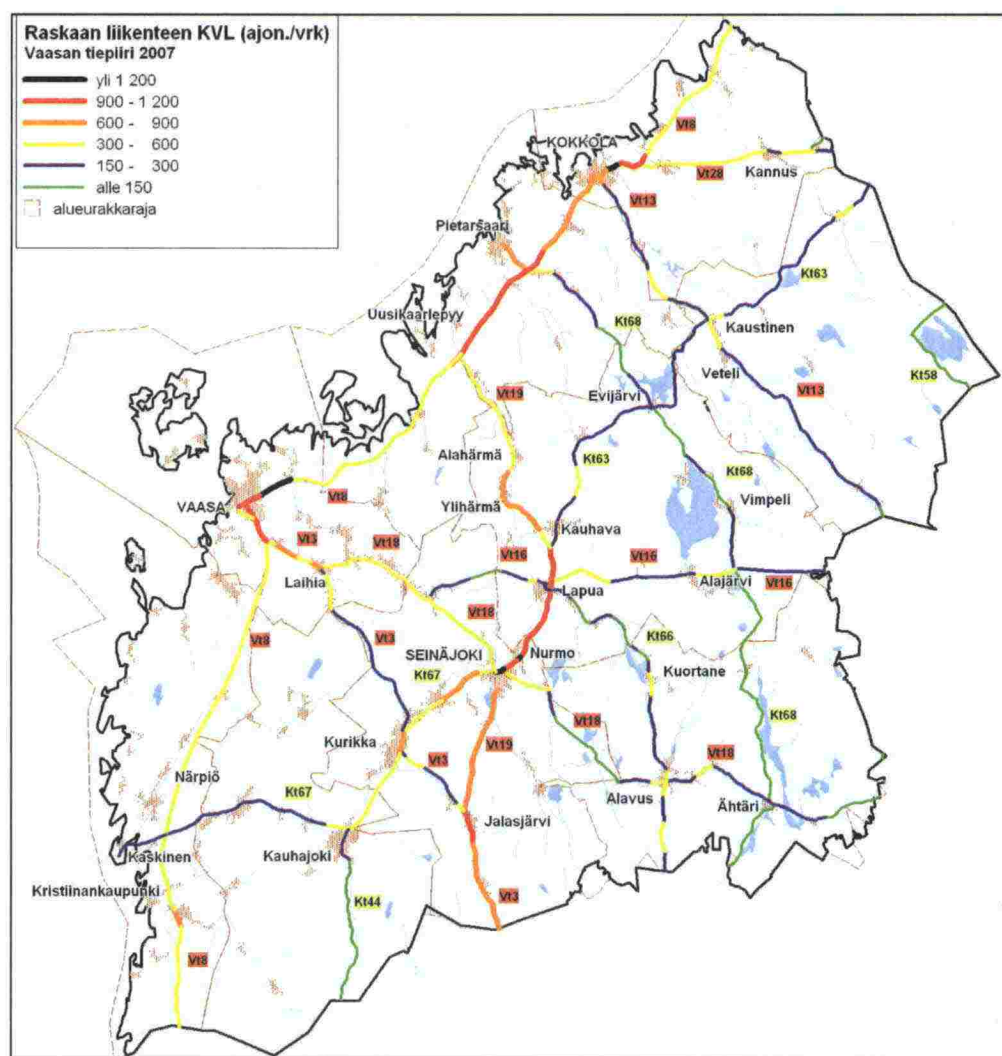 Raskaan liikenteen KVL (ajon./vrk)
Vaasan tiepiiri 2007
yli 1 200
900 - 1 200
600 - 900
300 - 600
150 - 300
alle 150
alueurakkaraja
Vt8
KOKKOLA
Vt28
Kannus
Vt13
Pietarsaari
Kt63
Uusikaarlepyy
Kt68
Kaustinen
Veteli
Kt58
Vt19
Evijärvi
Vt13
Alahärmä
Kt63
Kt68
Vt8
Vimpeli
VAASA
Ylihärmä
Kauhava
Vt3
Vt18
Vt16
Vt16
Laihia
Lapua
Alajärvi
Vt16
Vt18
Vt8
Vt3
SEINÄJOKI
Nurmo
Kt66
Kt67
Kuortane
Kt68
Vt18
Kurikka
Vt19
Vt3
Vt18
Närpiö
Kt67
Alavus
Ähtäri
Jalasjärvi
Kaskinen
Kauhajoki
Kristiinankaupunki
Kt44
Vt3
Vt8